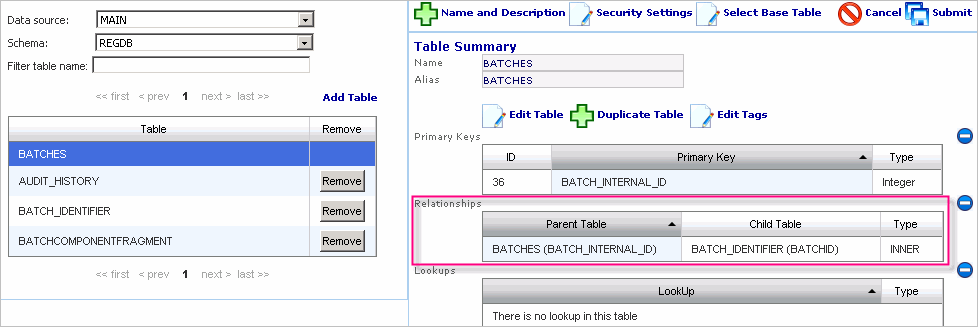 Data source: MAIN
Schema: REGDB
Filter table name:
<< first < prev 1 next > last >> Add Table
Table Remove
BATCHES
AUDIT_HISTORY Remove
BATCH_IDENTIFIER Remove
BATCHCOMPONENTFRAGMENT Remove
<< first < prev 1 next > last >>
Name and Description Security Settings Select Base Table Cancel Submit
Table Summary
Name BATCHES
Alias BATCHES
Edit Table Duplicate Table Edit Tags
Primary Keys
ID Primary Key Type
36 BATCH_INTERNAL_ID Integer
Relationships
Parent Table Child Table Type
BATCHES (BATCH_INTERNAL_ID) BATCH_IDENTIFIER (BATCHID) INNER
Lookups
LookUp Type
There is no lookup in this table